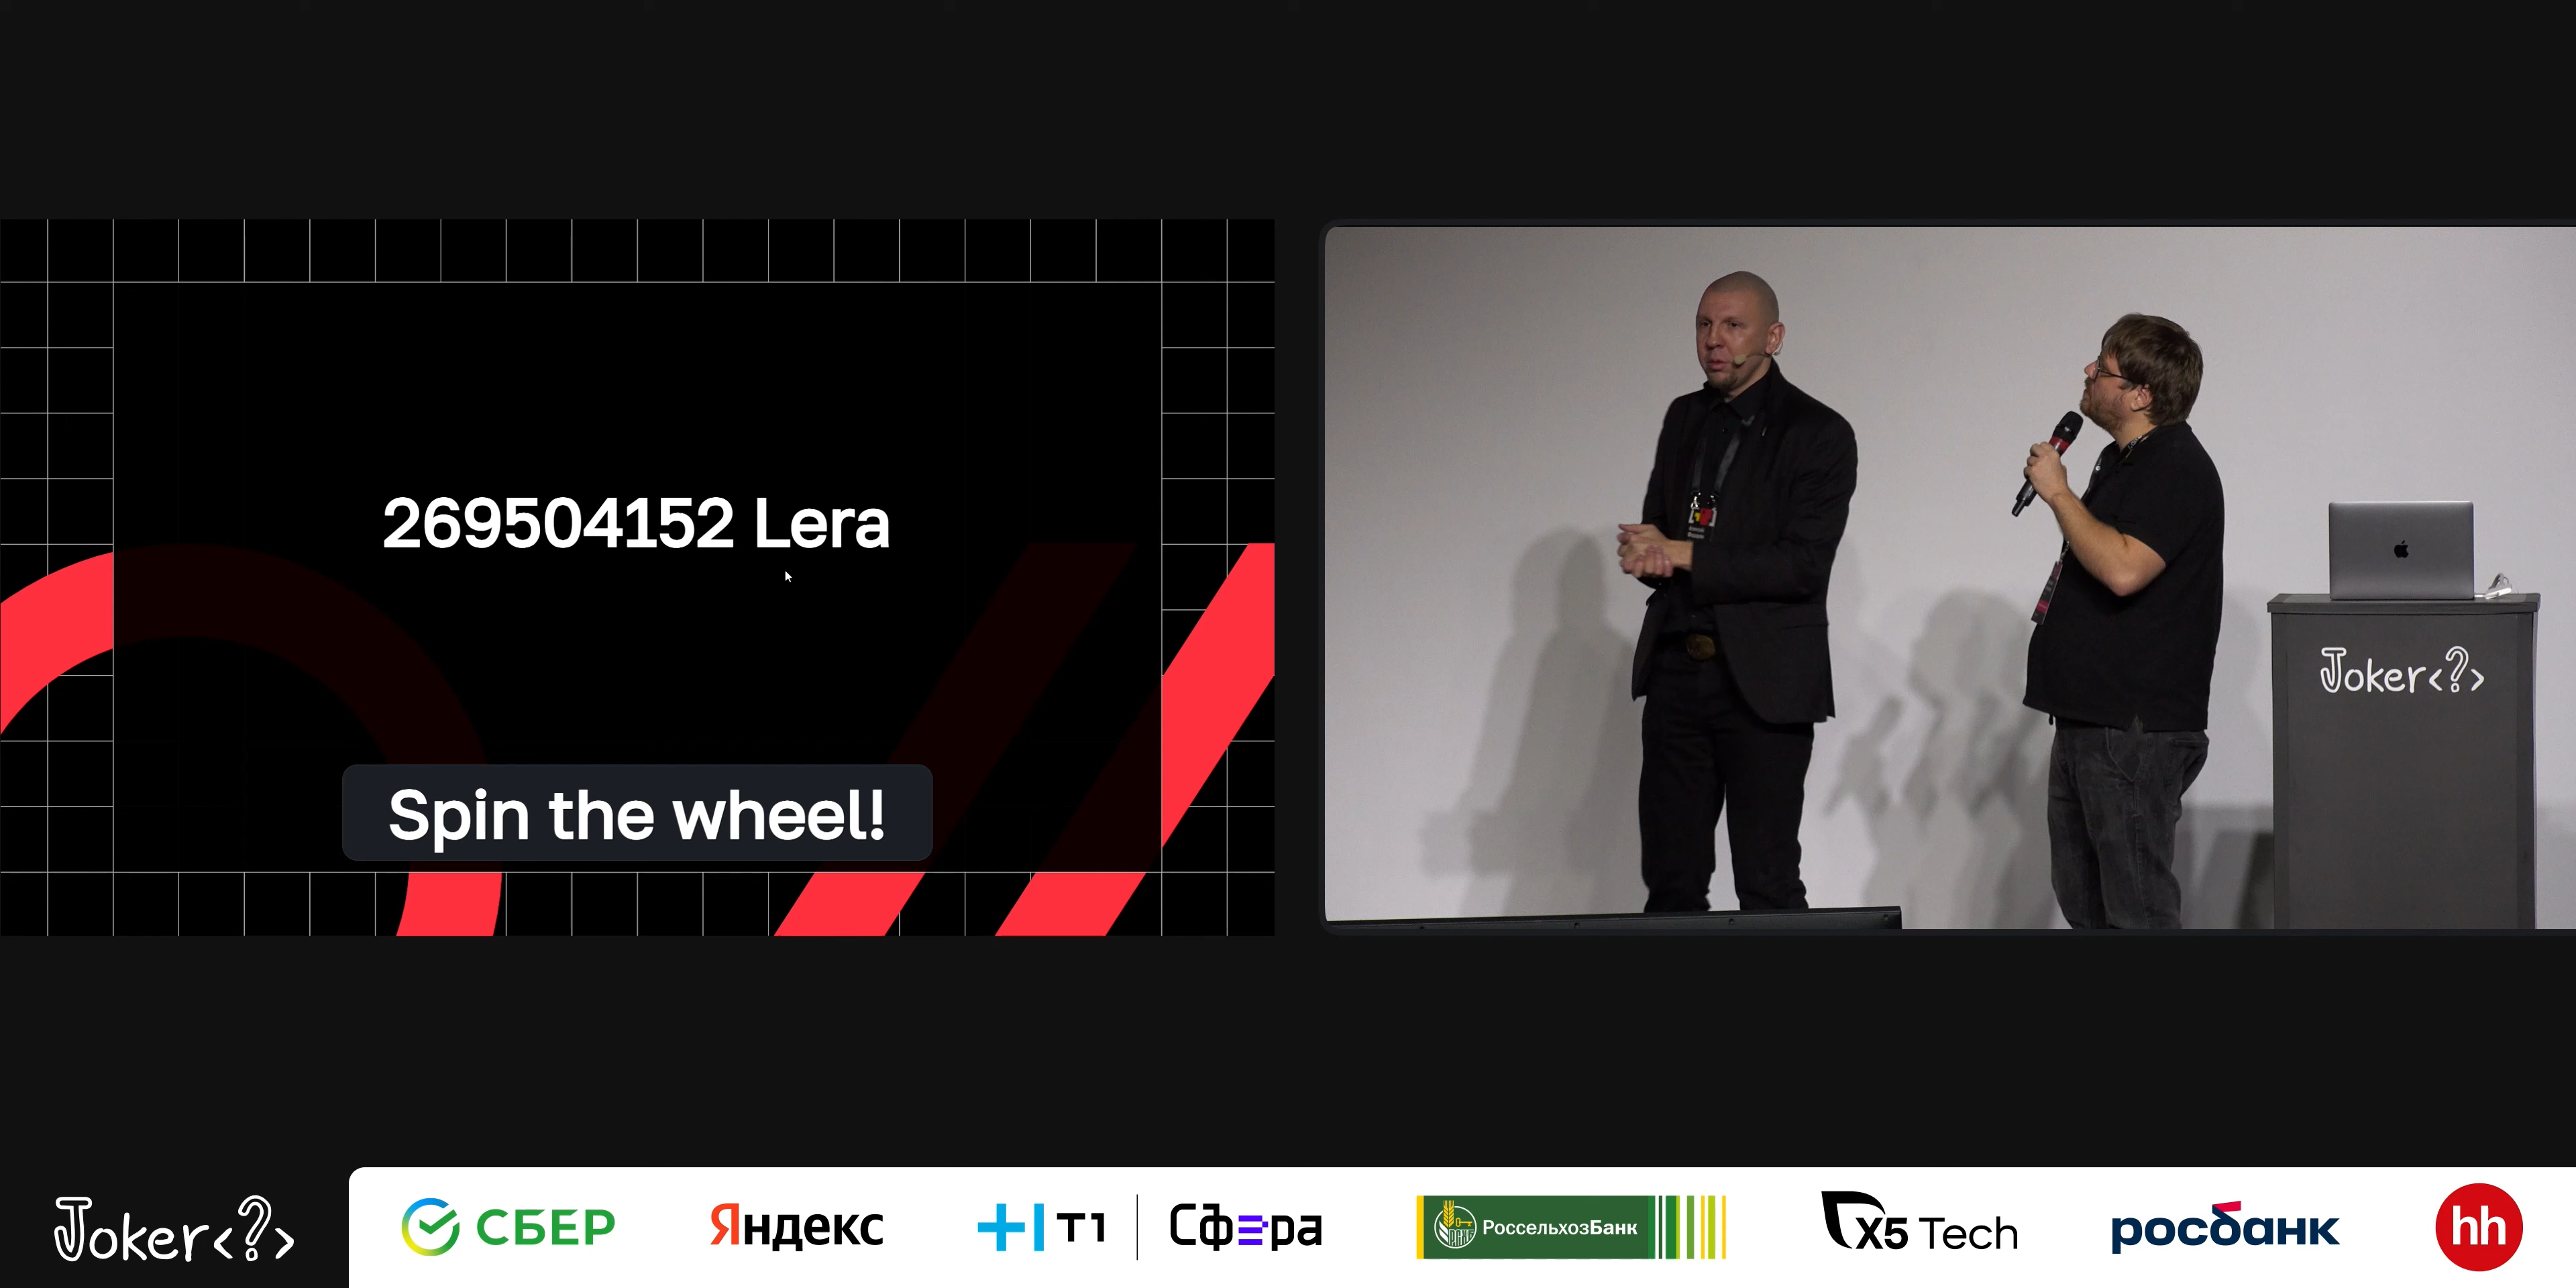 269504152 Lera
Spin the wheel!
Joker<?>
Joker<?>
СБЕР
Яндекс
Т1
Сфера
РоссельхозБанк
X5 Tech
росбанк
hh